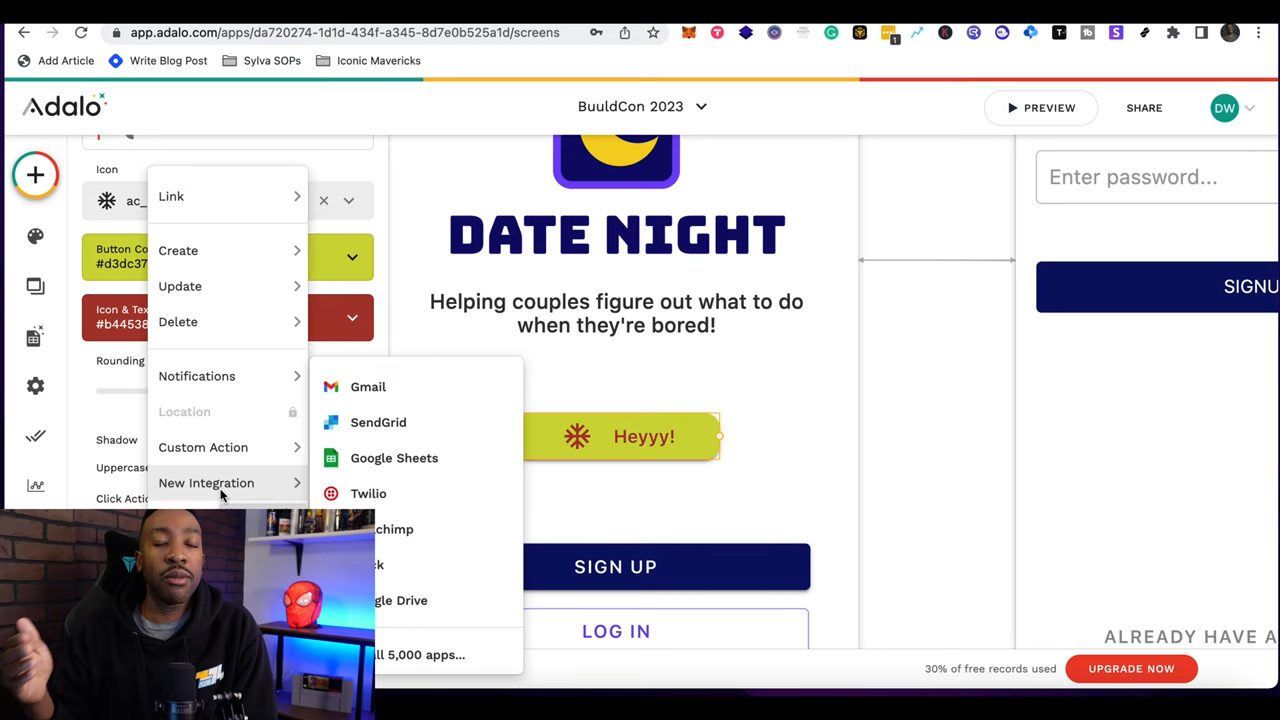 app.adalo.com/apps/da720274-1d1d-434f-a345-8d7e0b525a1d/screens
Add Article
Write Blog Post
Sylva SOPs
Iconic Mavericks
Adalo
BuuldCon 2023
PREVIEW
SHARE
DW
Icon
ac_
Button Co
#d3dc37
Icon & Tex
#b44538
Rounding
Shadow
Uppercase
Click Actio
Link
Create
Update
Delete
Notifications
Location
Custom Action
New Integration
Gmail
SendGrid
Google Sheets
Twilio
chimp
ck
gle Drive
ll 5,000 apps...
DATE NIGHT
Helping couples figure out what to do
when they're bored!
Heyyy!
SIGN UP
LOG IN
Enter password...
SIGNU
ALREADY HAVE A
30% of free records used
UPGRADE NOW